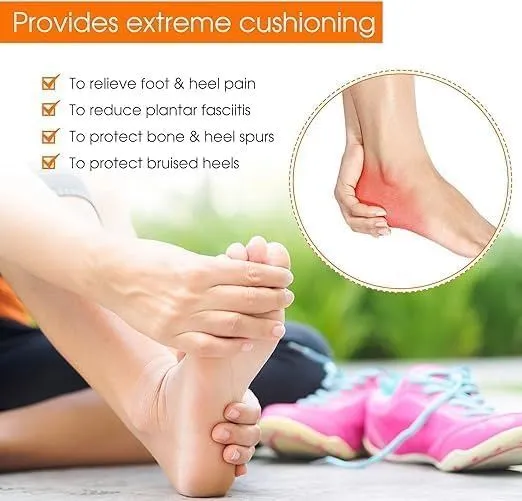 Provides extreme cushioning
To relieve foot & heel pain
To reduce plantar fasciitis
To protect bone & heel spurs
To protect bruised heels